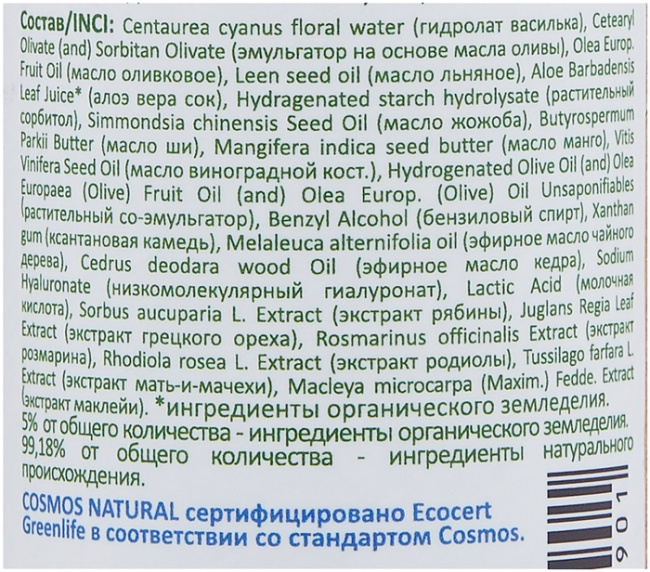 Состав/INCI: Centaurea cyanus floral water (гидролат василька), Cetearyl
Olivate (and) Sorbitan Olivate (эмульгатор на основе масла оливы), Olea Europ.
Fruit Oil (масло оливковое), Leen seed oil (масло льняное), Aloe Barbadensis
Leaf Juice* (алоэ вера сок), Hydragenated starch hydrolysate (растительный
сорбитол), Simmondsia chinensis Seed Oil (масло жожоба), Butyrospermum
Parkii Butter (масло ши), Mangifera indica seed butter (масло манго), Vitis
Vinifera Seed Oil (масло виноградной кост.), Hydrogenated Olive Oil (and) Olea
Europaea (Olive) Fruit Oil (and) Olea Europ. (Olive) Oil Unsaponifiables
(растительный со-эмульгатор), Benzyl Alcohol (бензиловый спирт), Xanthan
gum (ксантановая камедь), Melaleuca alternifolia oil (эфирное масло чайного
дерева), Cedrus deodara wood Oil (эфирное масло кедра), Sodium
Hyaluronate (низкомолекулярный гиалуронат), Lactic Acid (молочная
кислота), Sorbus aucuparia L. Extract (экстракт рябины), Juglans Regia Leaf
Extract (экстракт грецкого ореха), Rosmarinus officinalis Extract (экстракт
розмарина), Rhodiola rosea L. Extract (экстракт родиолы), Tussilago farfara L.
Extract (экстракт мать-и-мачехи), Macleya microcarpa (Maxim.) Fedde. Extract
(экстракт маклейи). *ингредиенты органического земледелия.
5% от общего количества - ингредиенты органического земледелия.
99,18% от общего количества - ингредиенты натурального
происхождения.
COSMOS NATURAL сертифицировано Ecocert
Greenlife в соответствии со стандартом Cosmos.
901